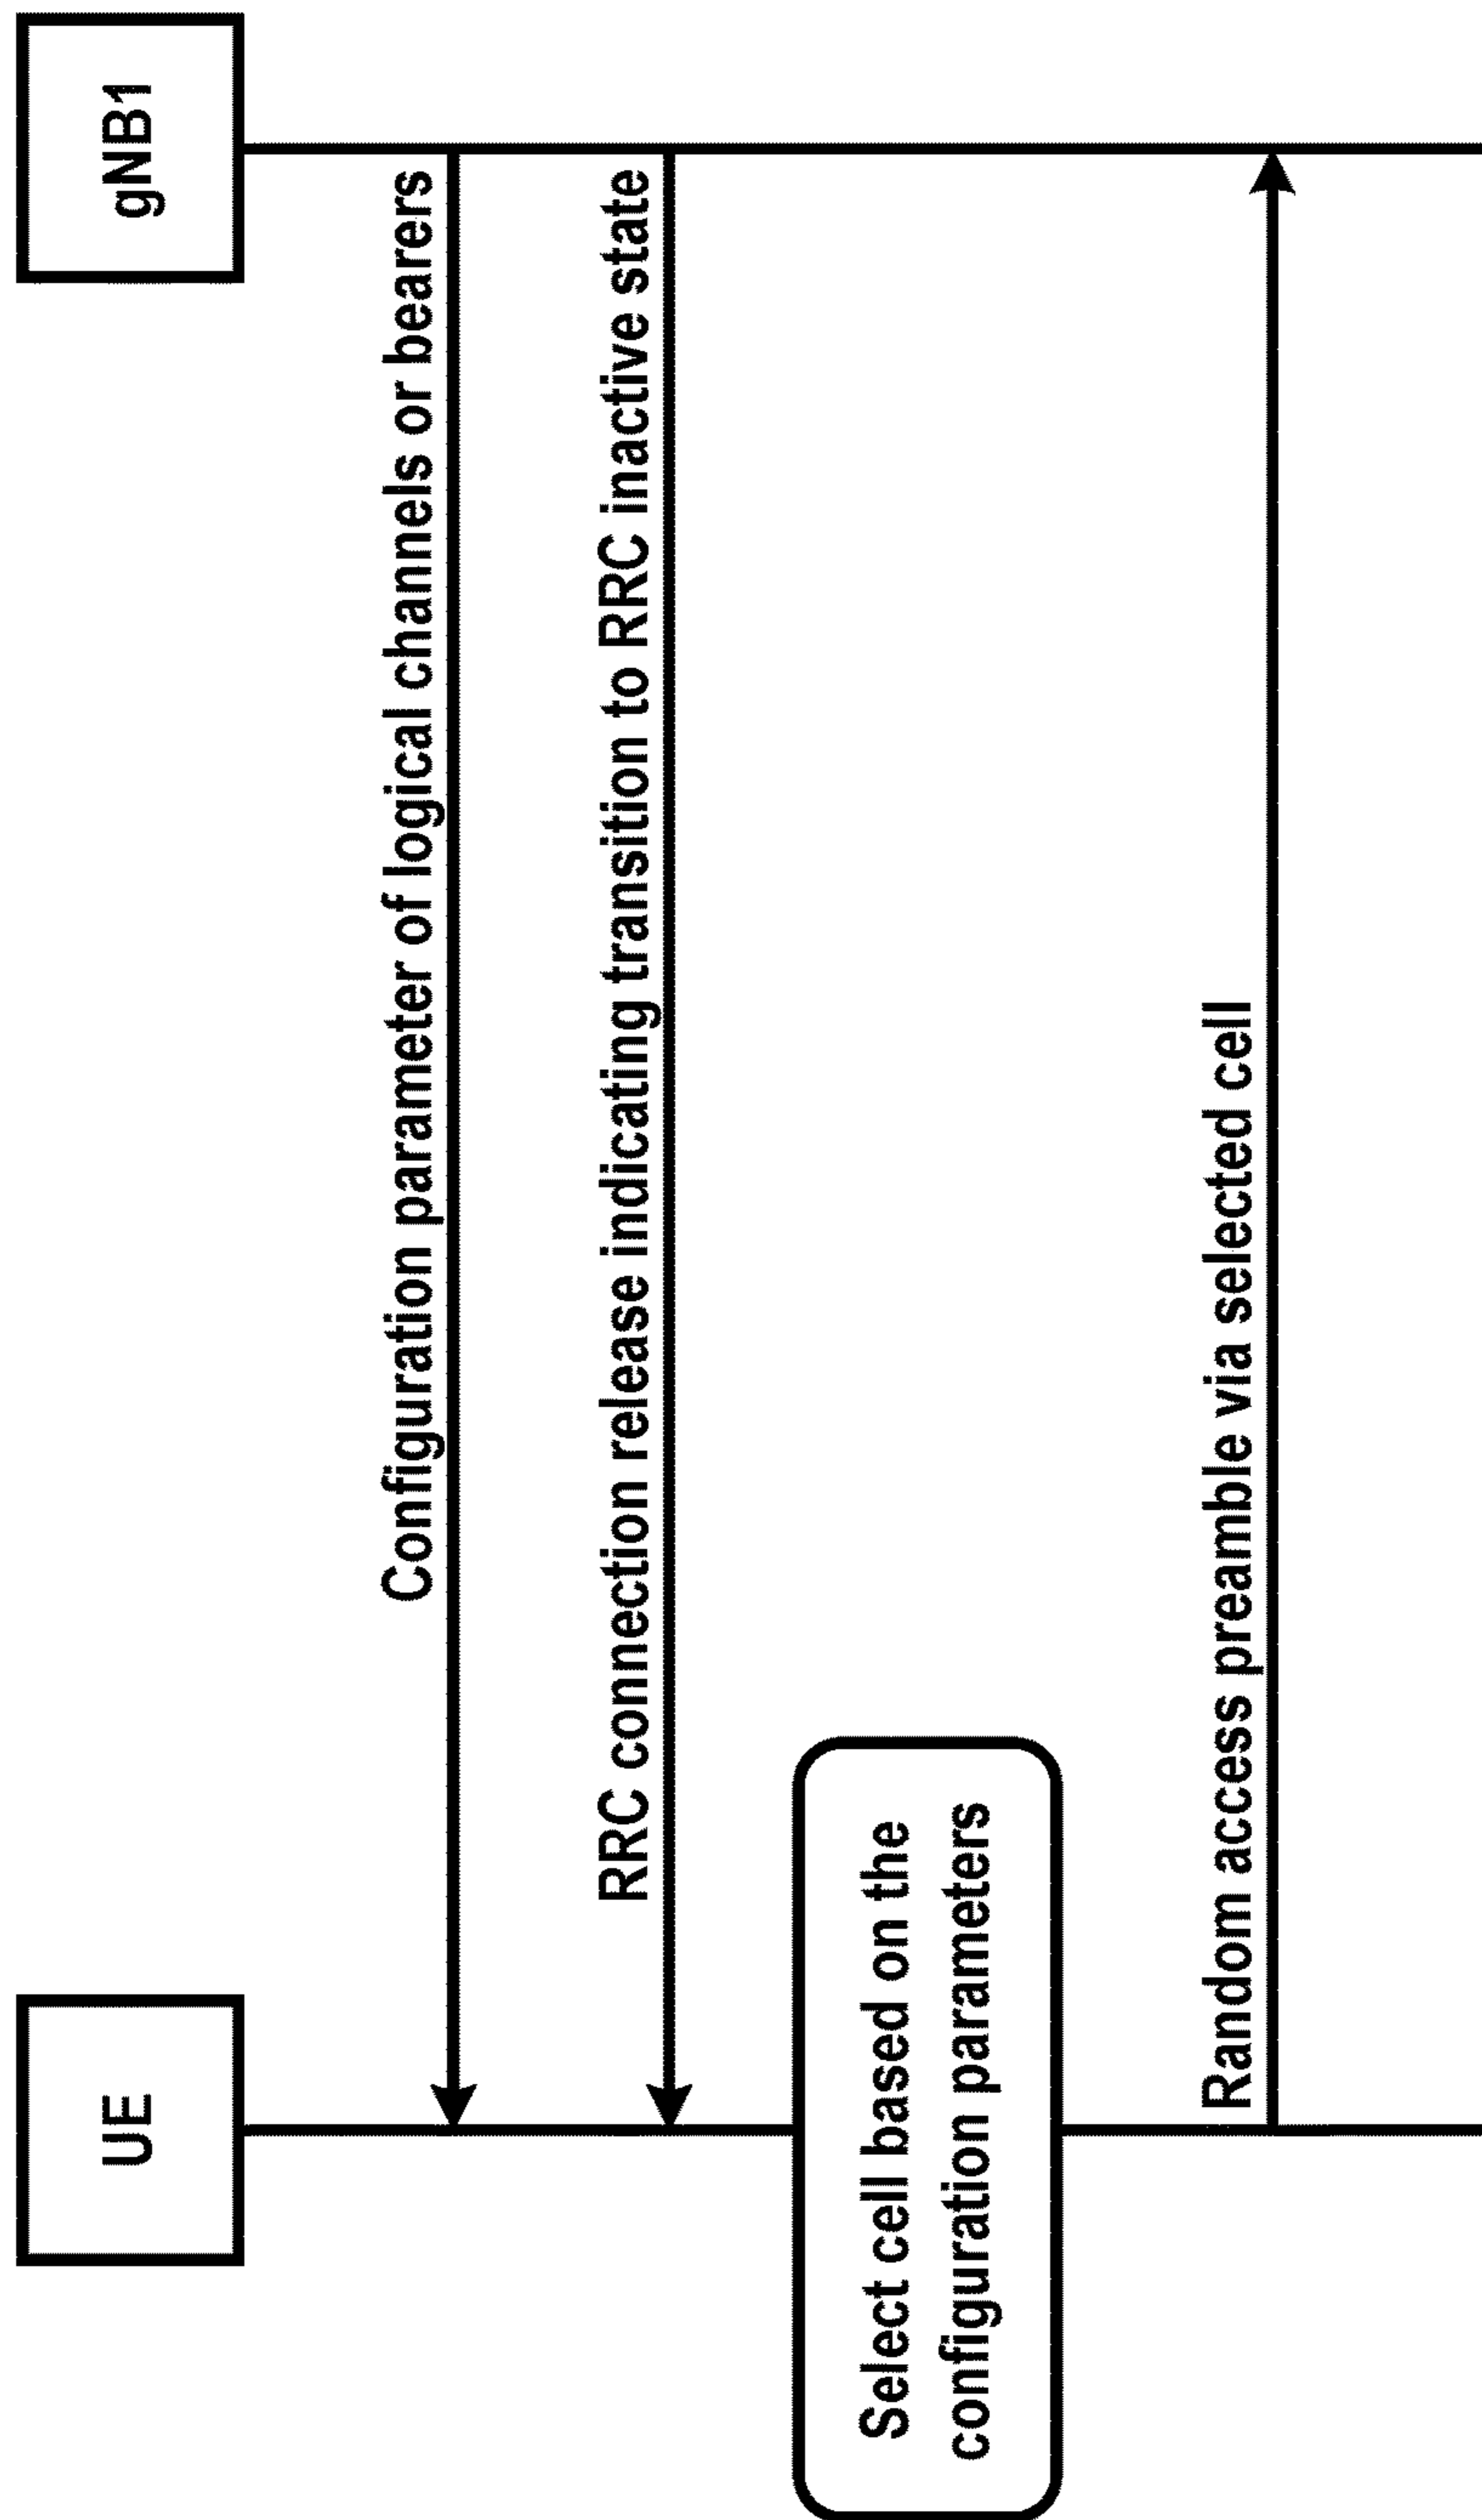 UE
gNB1
Configuration parameter of logical channels or bearers
RRC connection release indicating transition to RRC inactive state
Select cell based on the
configuration parameters
Random access preamble via selected cell